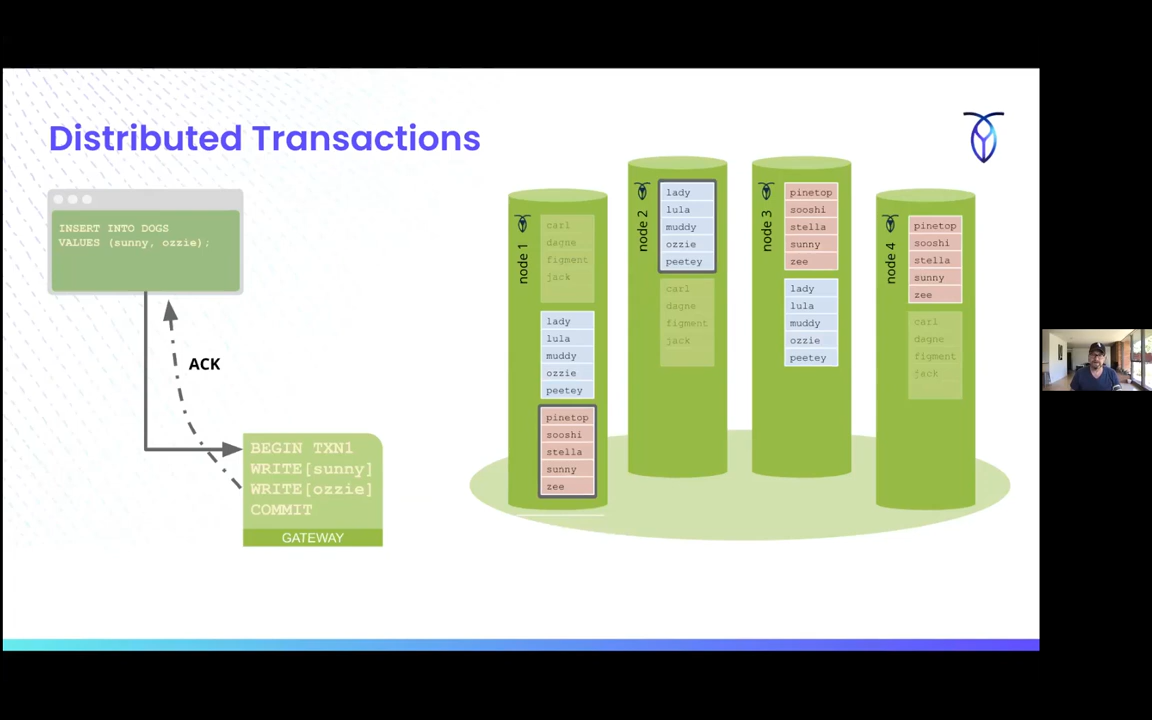 Distributed Transactions
INSERT INTO DOGS
VALUES (sunny, ozzie);
ACK
BEGIN TXN1
WRITE[sunny]
WRITE[ozzie]
COMMIT
GATEWAY
node 1
carl
dagne
figment
jack
lady
lula
muddy
ozzie
peetey
pinetop
sooshi
stella
sunny
zee
node 2
lady
lula
muddy
ozzie
peetey
carl
dagne
figment
jack
node 3
pinetop
sooshi
stella
sunny
zee
lady
lula
muddy
ozzie
peetey
node 4
pinetop
sooshi
stella
sunny
zee
carl
dagne
figment
jack